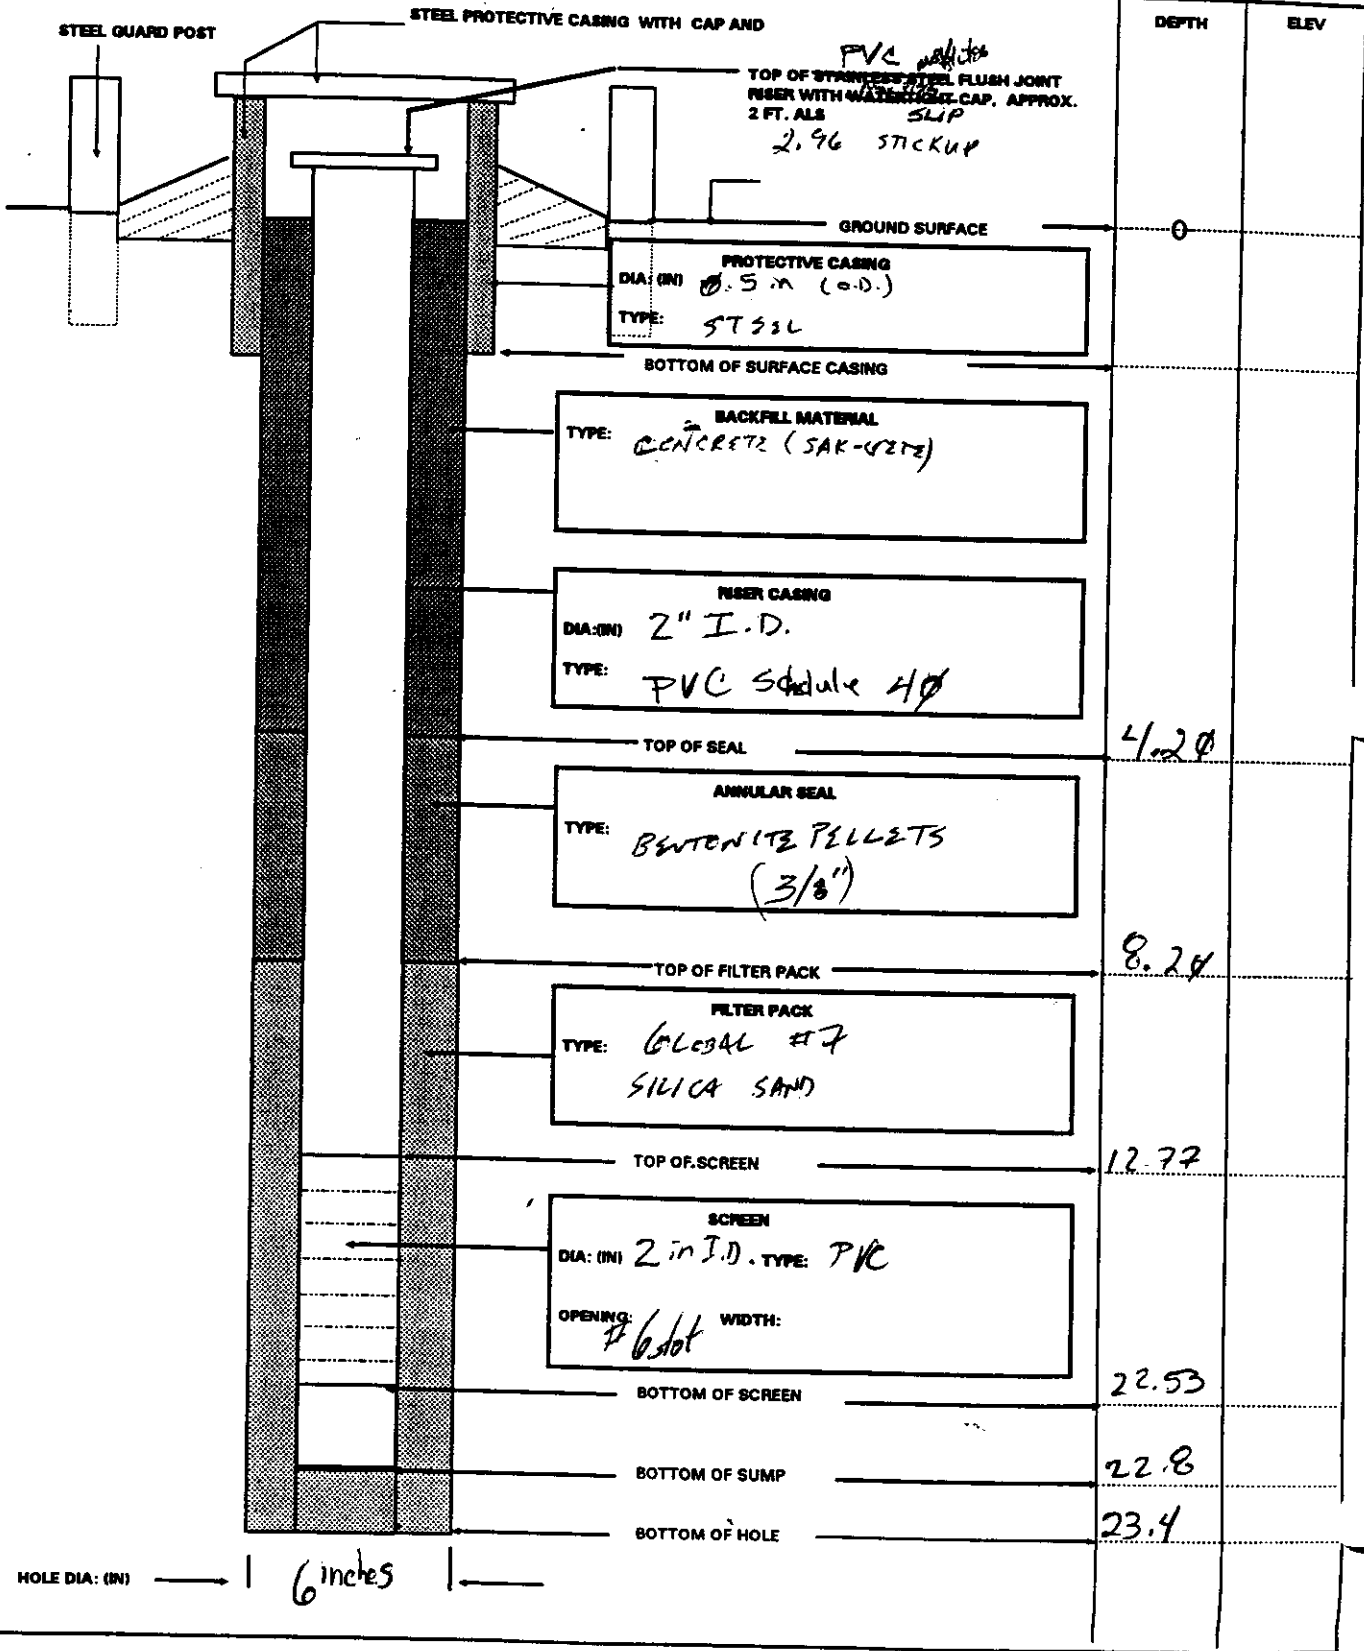 STEEL PROTECTIVE CASING WITH CAP AND
DEPTH
ELEV
STEEL GUARD POST
PVC
TOP OF STAINLESS STEEL FLUSH JOINT
RISER WITH WATERTIGHT CAP, APPROX.
2 FT. ALS SLIP
2.96 STICKUP
GROUND SURFACE
0
PROTECTIVE CASING
DIA: (IN) 0.5 in (O.D.)
TYPE: STEEL
BOTTOM OF SURFACE CASING
BACKFILL MATERIAL
TYPE: CONCRETE (SAK-CRETE)
RISER CASING
DIA:(IN) 2" I.D.
TYPE: PVC Schdule 40
TOP OF SEAL
4.20
ANNULAR SEAL
TYPE: BENTONITE PELLETS
(3/8")
TOP OF FILTER PACK
8.20
FILTER PACK
TYPE: GLOBAL #7
SILICA SAND
TOP OF SCREEN
12.77
SCREEN
DIA: (IN) 2 in I.D. TYPE: PVC
OPENING: #6 slot WIDTH:
BOTTOM OF SCREEN
22.53
BOTTOM OF SUMP
22.8
BOTTOM OF HOLE
23.4
HOLE DIA: (IN) 6 inches